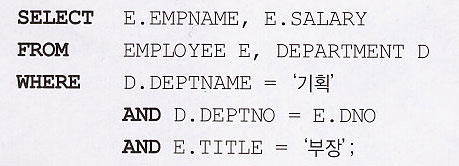 SELECT E.EMPNAME, E.SALARY
FROM EMPLOYEE E, DEPARTMENT D
WHERE D.DEPTNAME = '기획'
AND D.DEPTNO = E.DNO
AND E.TITLE = '부장';